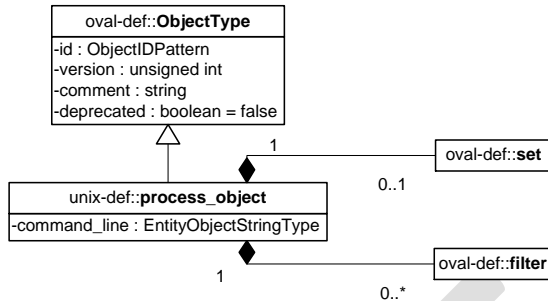 oval-def::ObjectType
-id : ObjectIDPattern
-version : unsigned int
-comment : string
-deprecated : boolean = false
1
oval-def::set
0..1
unix-def::process_object
-command_line : EntityObjectStringType
oval-def::filter
1
0..*